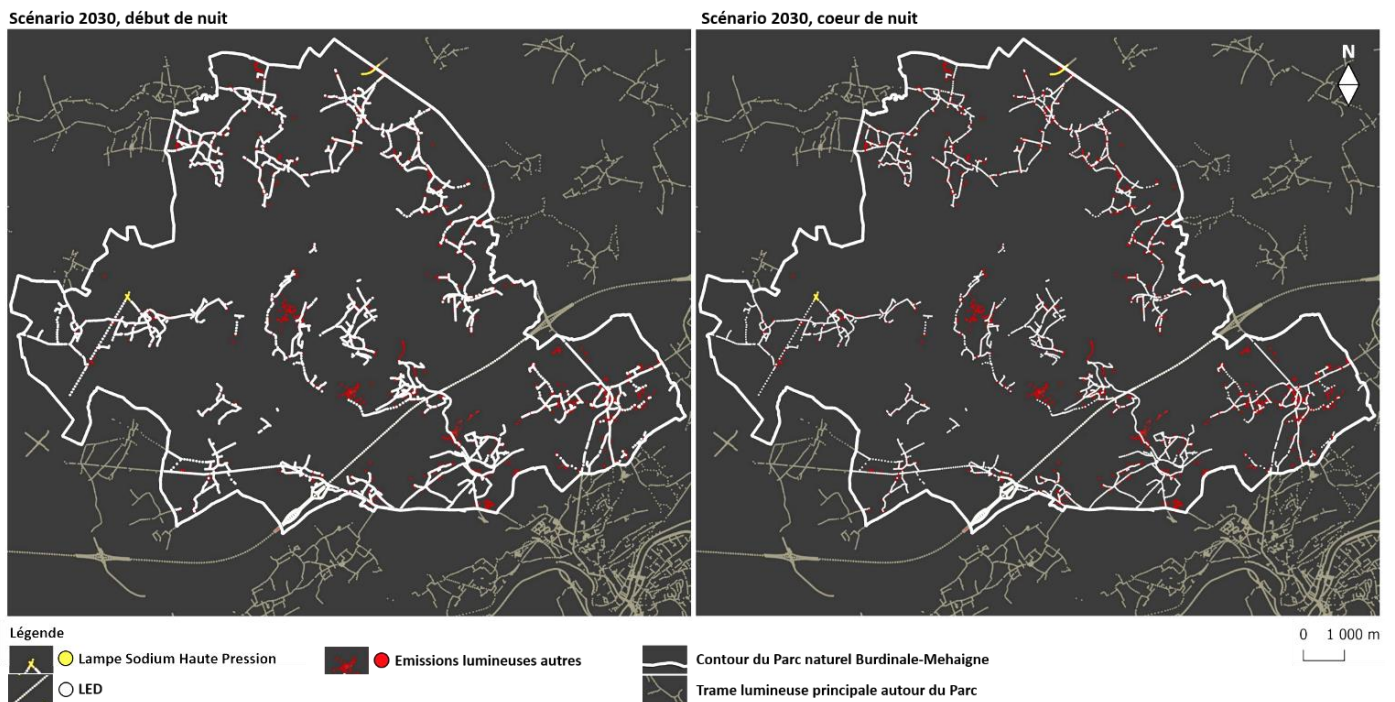 Scénario 2030, début de nuit
Scénario 2030, coeur de nuit
N
Légende
0 1 000 m
Lampe Sodium Haute Pression
Emissions lumineuses autres
Contour du Parc naturel Burdinale-Mehaigne
LED
Trame lumineuse principale autour du Parc